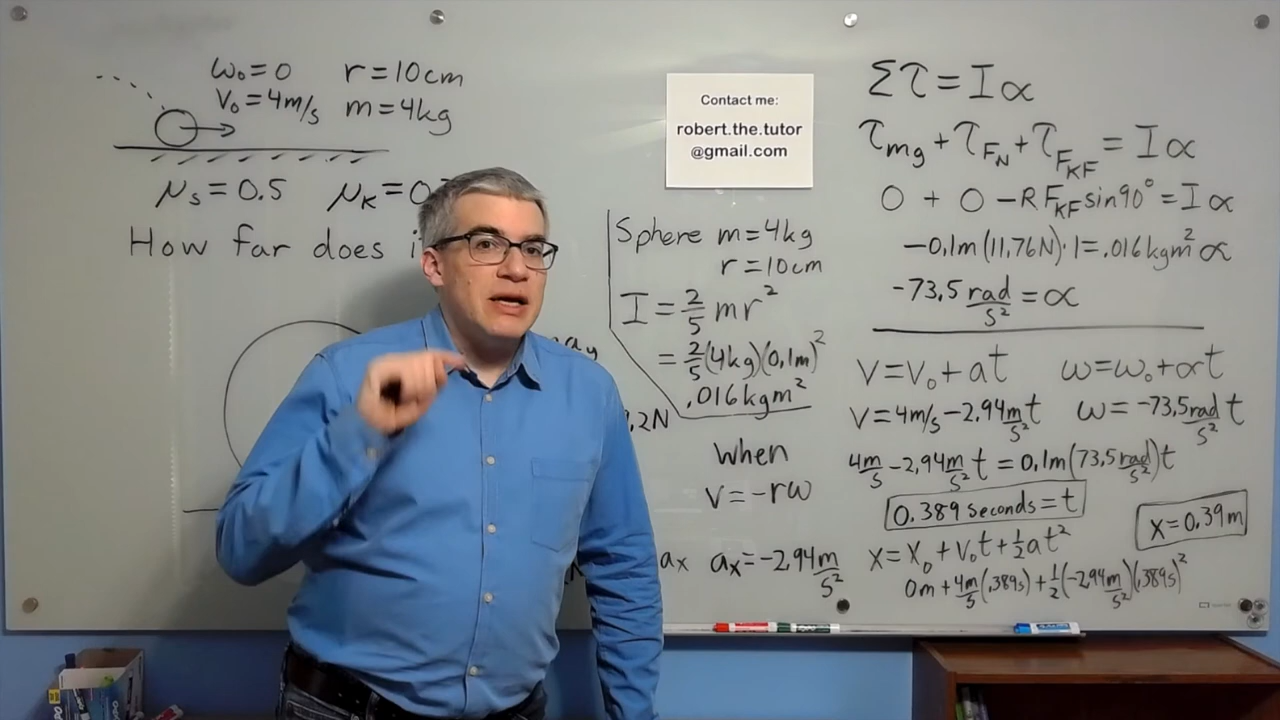 ω₀=0 r=10cm
V₀=4m/s m=4kg
μs=0.5 μK=0.
How far does i
Contact me:
robert.the.tutor
@gmail.com
Sphere m=4kg
r=10cm
I=2/5 mr²
=2/5(4kg)(0,1m)²
.016kgm²
.2N
When
V=-rω
ax ax=-2,94m/s²
Στ=Iα
τmg+τFN+τFKF=Iα
0+0-RFKFsin90°=Iα
-0,1m(11,76N)·1=.016kgm²α
-73,5 rad/s²=α
V=V₀+at ω=ω₀+αt
V=4m/s-2,94m/s²t ω=-73,5rad/s² t
4m/s-2,94m/s² t=0,1m(73,5rad/s²)t
0.389 seconds=t
x=0.39m
x=x₀+V₀t+½at²
0m+4m/s(.389s)+½(-2,94m/s²)(.389s)²